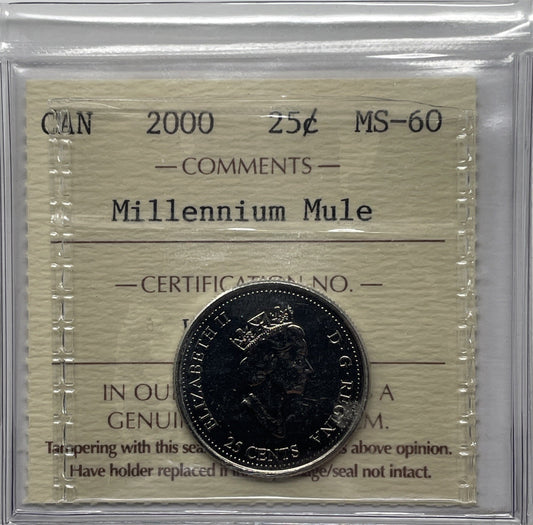 CAN 2000 25¢ MS-60
— COMMENTS —
Millennium Mule
— CERTIFICATION NO. —
IN OU A
GENUI M.
Tampering with this sea s above opinion.
Have holder replaced if ge/seal not intact.
ELIZABETH II D·G·REGINA
25 CENTS